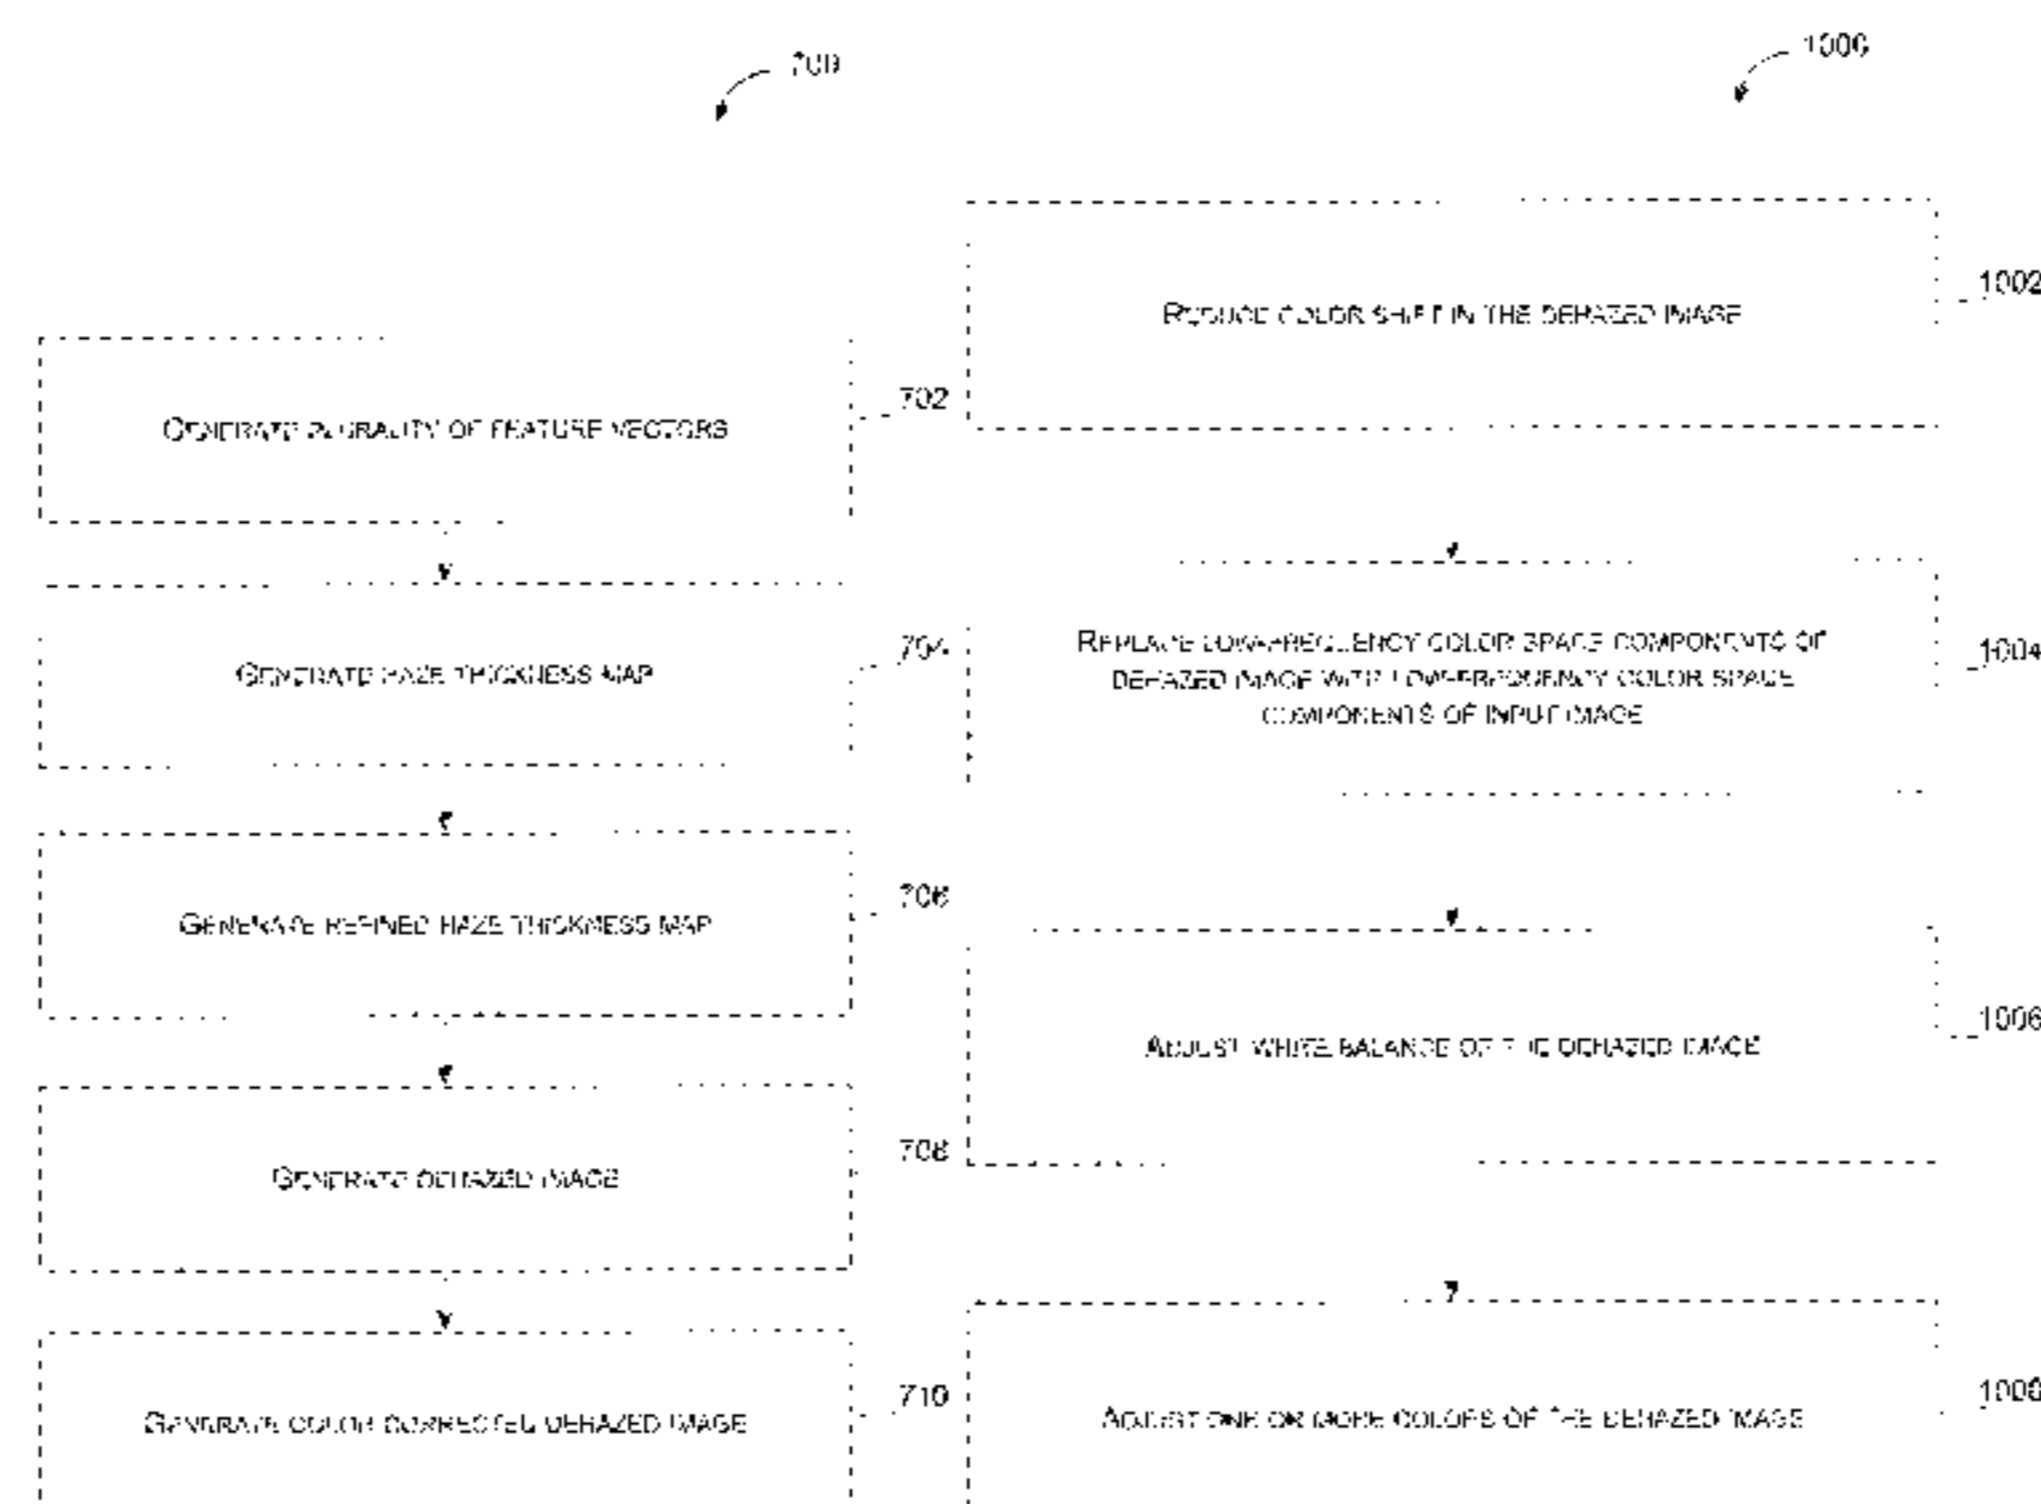 700
GENERATE PLURALITY OF FEATURE VECTORS
702
GENERATE HAZE THICKNESS MAP
704
GENERATE REFINED HAZE THICKNESS MAP
706
GENERATE DEHAZED IMAGE
708
GENERATE COLOR CORRECTED DEHAZED IMAGE
710
1000
REDUCE COLOR SHIFT IN THE DEHAZED IMAGE
1002
REPLACE LOW-FREQUENCY COLOR SPACE COMPONENTS OF
DEHAZED IMAGE WITH LOW-FREQUENCY COLOR SPACE
COMPONENTS OF INPUT IMAGE
1004
ADJUST WHITE BALANCE OF THE DEHAZED IMAGE
1006
ADJUST ONE OR MORE COLORS OF THE DEHAZED IMAGE
1008